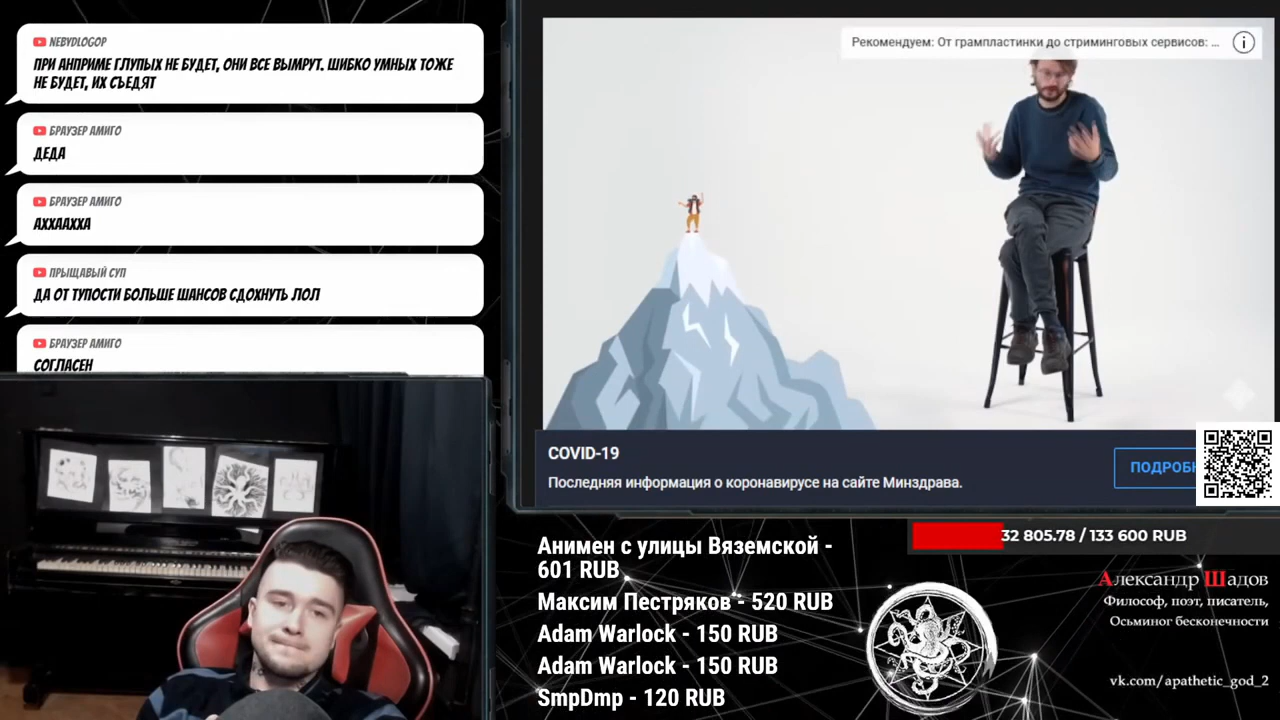 NEBYDLOGOP
ПРИ АНПРИМЕ ГЛУПЫХ НЕ БУДЕТ, ОНИ ВСЕ ВЫМРУТ. ШИБКО УМНЫХ ТОЖЕ
НЕ БУДЕТ, ИХ СЪЕДЯТ
БРАУЗЕР АМИГО
ДЕДА
БРАУЗЕР АМИГО
АХХААХХА
ПРЫЩАВЫЙ СУП
ДА ОТ ТУПОСТИ БОЛЬШЕ ШАНСОВ СДОХНУТЬ ЛОЛ
БРАУЗЕР АМИГО
СОГЛАСЕН
Рекомендуем: От грампластинки до стриминговых сервисов: ...
COVID-19
Последняя информация о коронавирусе на сайте Минздрава.
ПОДРОБН
32 805.78 / 133 600 RUB
Анимен с улицы Вяземской -
601 RUB
Максим Пестряков - 520 RUB
Adam Warlock - 150 RUB
Adam Warlock - 150 RUB
SmpDmp - 120 RUB
Александр Шадов
Философ, поэт, писатель,
Осьминог бесконечности
vk.com/apathetic_god_2